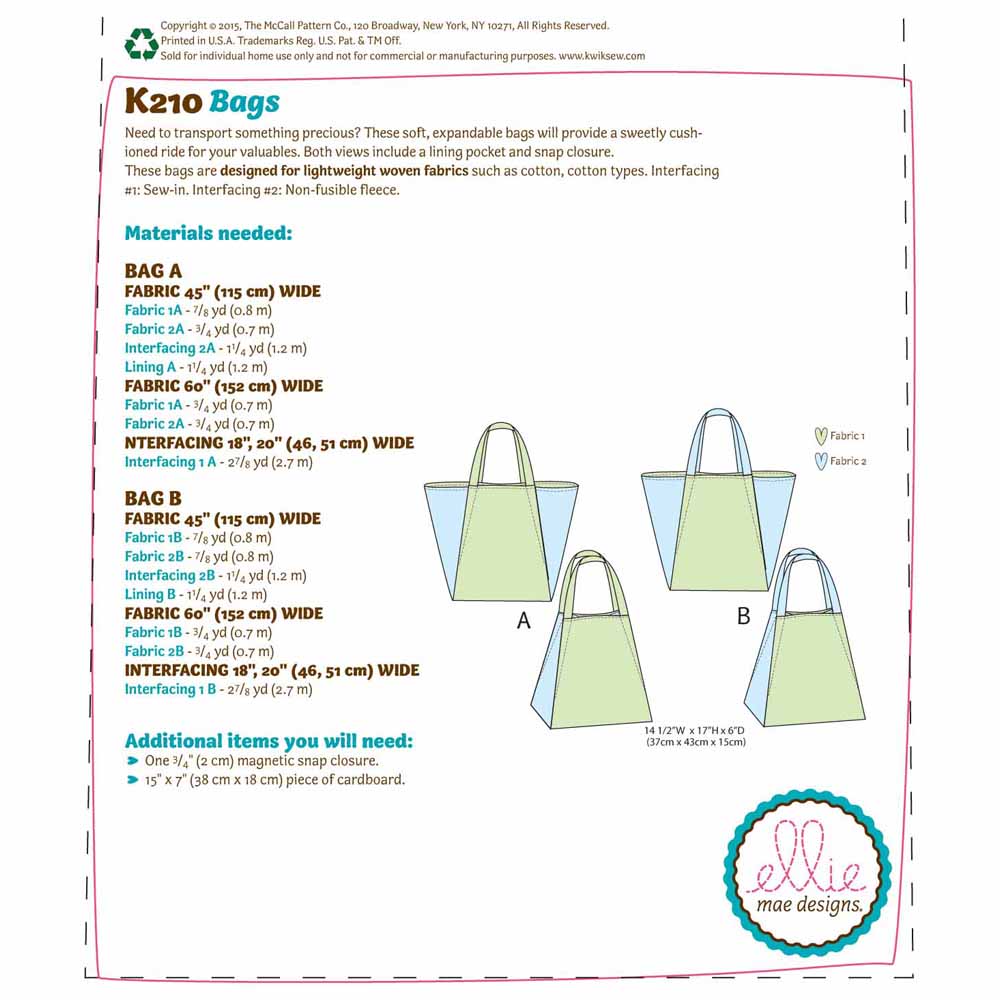 Copyright © 2015, The McCall Pattern Co., 120 Broadway, New York, NY 10271, All Rights Reserved.
Printed in U.S.A. Trademarks Reg. U.S. Pat. & TM Off.
Sold for individual home use only and not for commercial or manufacturing purposes. www.kwiksew.com
K210 Bags
Need to transport something precious? These soft, expandable bags will provide a sweetly cush-
ioned ride for your valuables. Both views include a lining pocket and snap closure.
These bags are designed for lightweight woven fabrics such as cotton, cotton types. Interfacing
#1: Sew-in. Interfacing #2: Non-fusible fleece.
Materials needed:
BAG A
FABRIC 45" (115 cm) WIDE
Fabric 1A - 7/8 yd (0.8 m)
Fabric 2A - 3/4 yd (0.7 m)
Interfacing 2A - 1 1/4 yd (1.2 m)
Lining A - 1 1/4 yd (1.2 m)
FABRIC 60" (152 cm) WIDE
Fabric 1A - 3/4 yd (0.7 m)
Fabric 2A - 3/4 yd (0.7 m)
NTERFACING 18", 20" (46, 51 cm) WIDE
Interfacing 1 A - 2 7/8 yd (2.7 m)
BAG B
FABRIC 45" (115 cm) WIDE
Fabric 1B - 7/8 yd (0.8 m)
Fabric 2B - 7/8 yd (0.8 m)
Interfacing 2B - 1 1/4 yd (1.2 m)
Lining B - 1 1/4 yd (1.2 m)
FABRIC 60" (152 cm) WIDE
Fabric 1B - 3/4 yd (0.7 m)
Fabric 2B - 3/4 yd (0.7 m)
INTERFACING 18", 20" (46, 51 cm) WIDE
Interfacing 1 B - 2 7/8 yd (2.7 m)
Additional items you will need:
One 3/4" (2 cm) magnetic snap closure.
15" x 7" (38 cm x 18 cm) piece of cardboard.
Fabric 1
Fabric 2
A
B
14 1/2"W x 17"H x 6"D
(37cm x 43cm x 15cm)
ellie
mae designs.